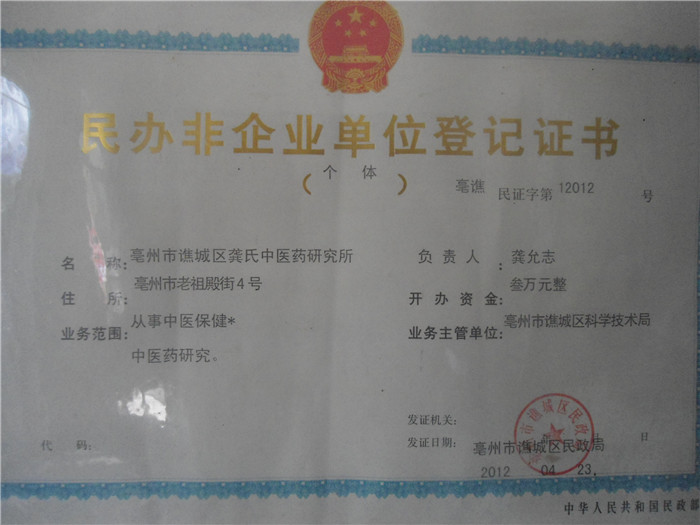 民办非企业单位登记证书
（个体）
亳谯 民证字第 12012 号
名 称: 亳州市谯城区龚氏中医药研究所
负 责 人: 龚允志
住 所: 亳州市老祖殿街4号
开 办 资 金: 叁万元整
业务范围: 从事中医保健*
业务主管单位: 亳州市谯城区科学技术局
中医药研究。
发证机关:
代 码:
发证日期: 亳州市谯城区民政局 日
2012 04 23
中华人民共和国民政部